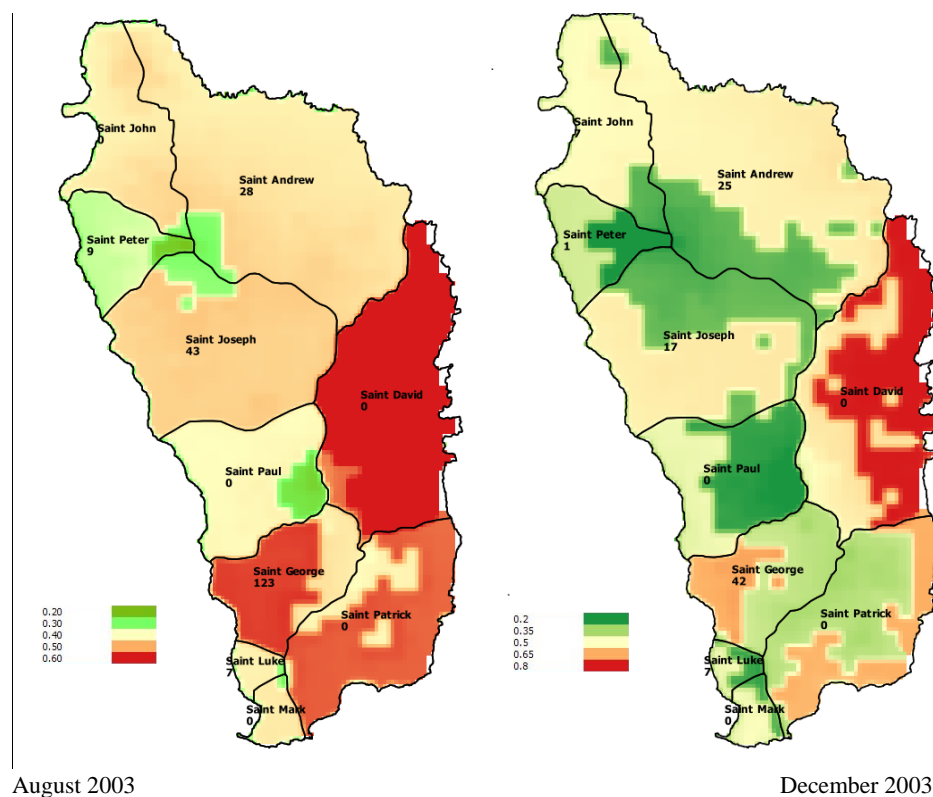 Saint John
0
Saint Andrew
28
Saint Peter
9
Saint Joseph
43
Saint David
0
Saint Paul
0
Saint George
123
Saint Patrick
0
Saint Luke
7
Saint Mark
0
0.20
0.30
0.40
0.50
0.60
August 2003
Saint John
7
Saint Andrew
25
Saint Peter
1
Saint Joseph
17
Saint David
0
Saint Paul
0
Saint George
42
Saint Patrick
0
Saint Luke
7
Saint Mark
0
0.2
0.35
0.5
0.65
0.8
December 2003